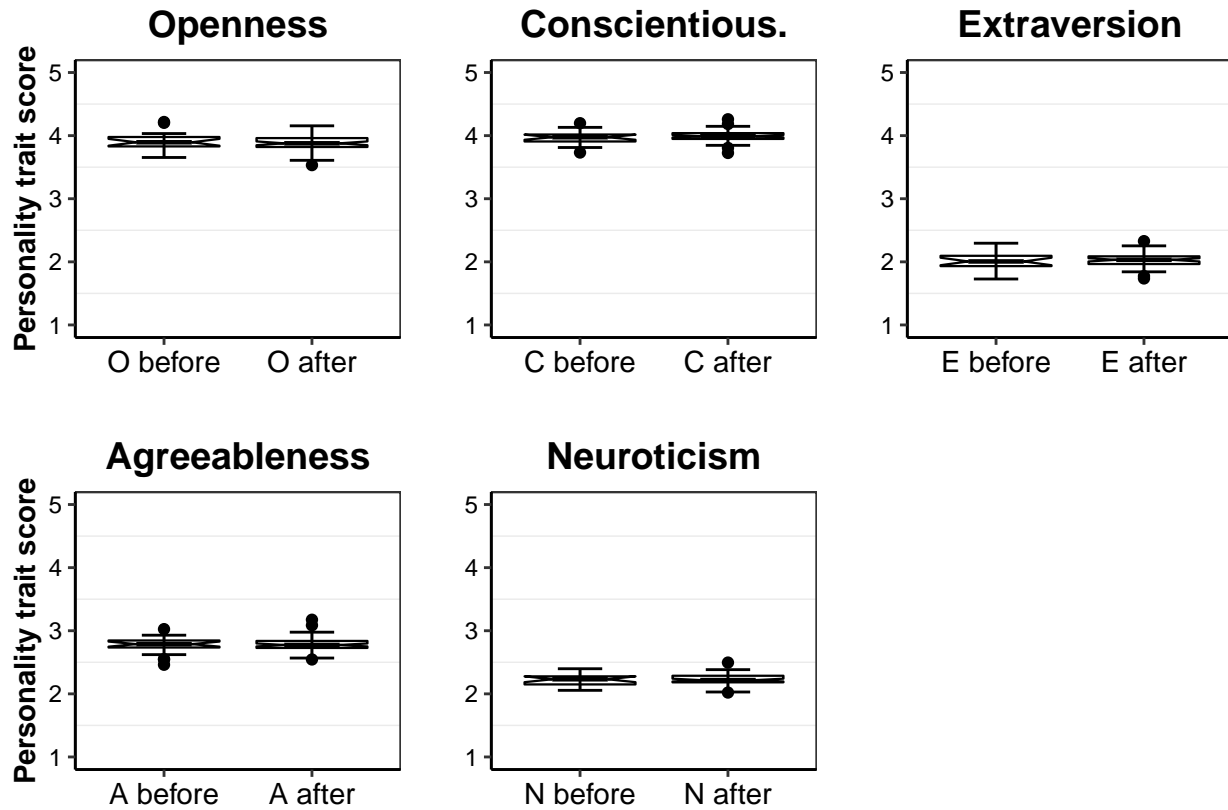 Openness
Conscientious.
Extraversion
Personality trait score
5
4
3
2
1
O before
O after
5
4
3
2
1
C before
C after
5
4
3
2
1
E before
E after
Agreeableness
Neuroticism
Personality trait score
5
4
3
2
1
A before
A after
5
4
3
2
1
N before
N after